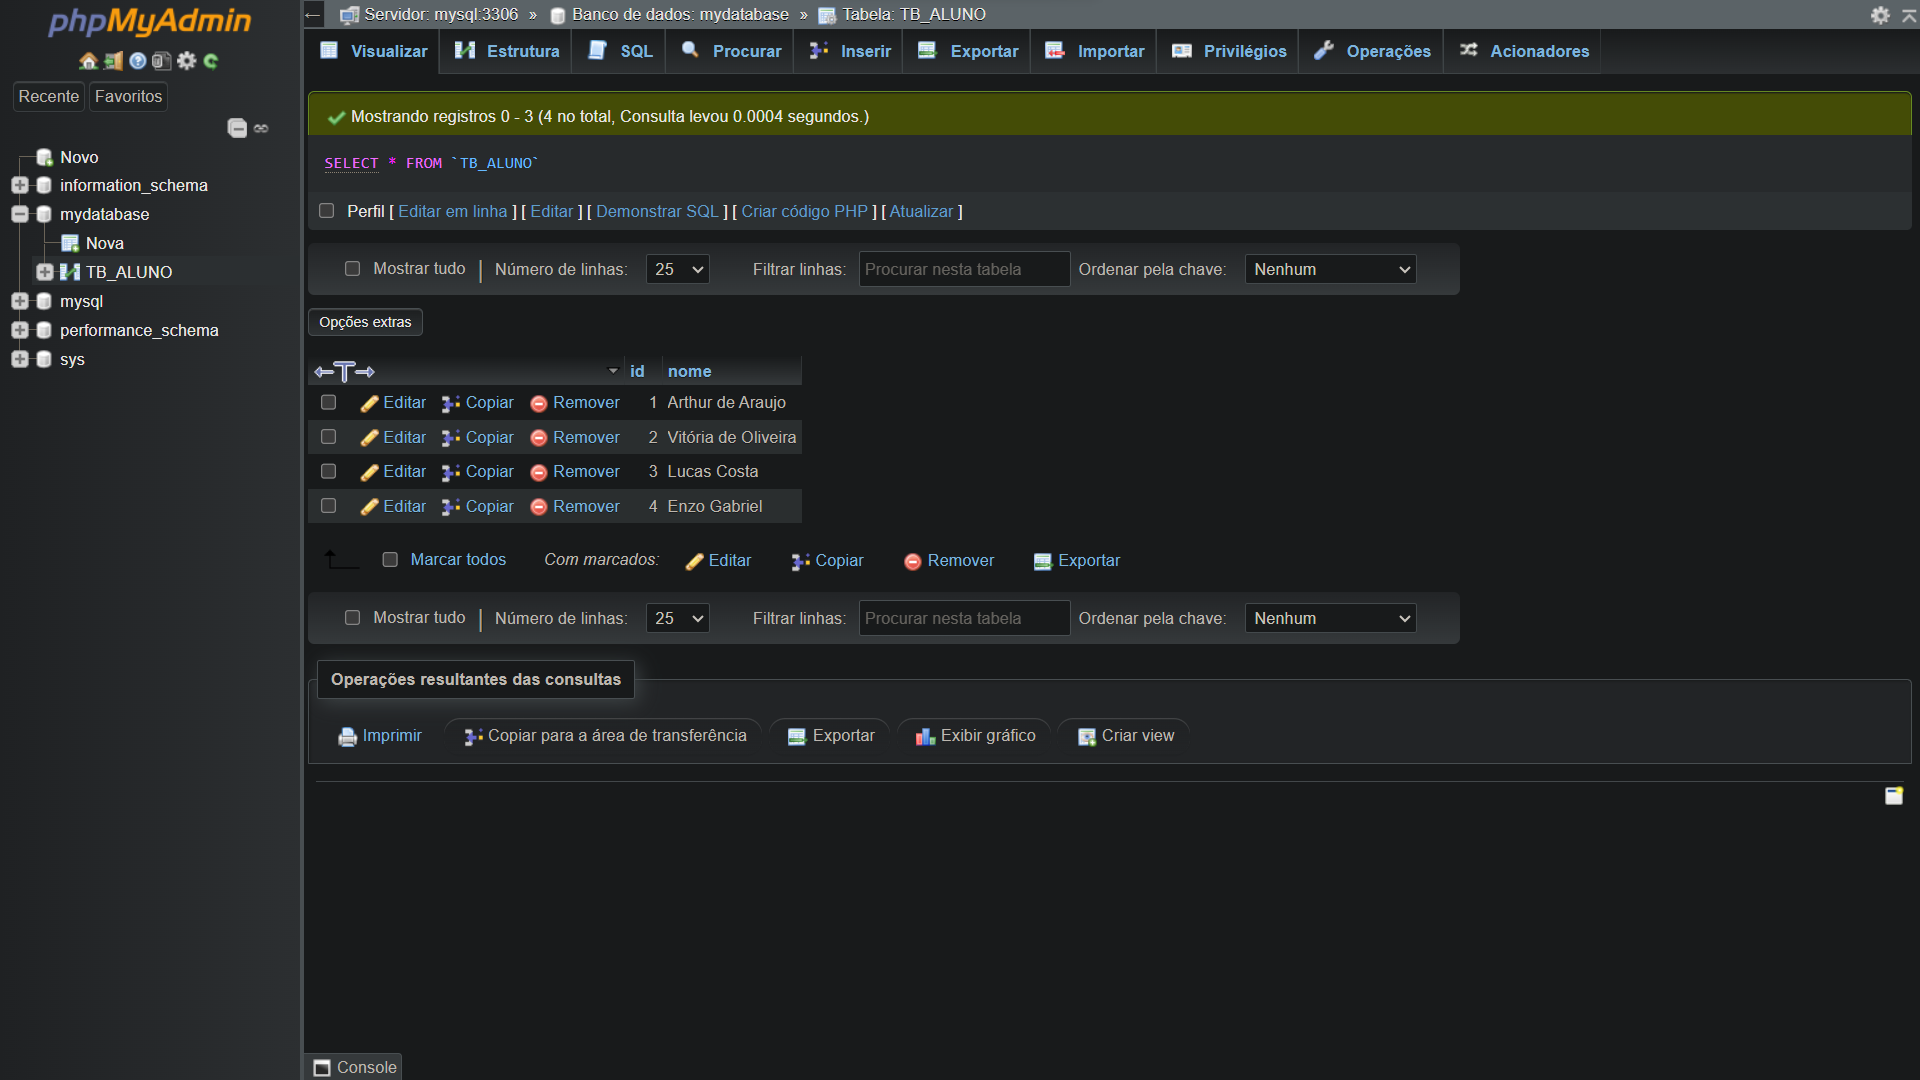 phpMyAdmin
Recente Favoritos
Novo
information_schema
mydatabase
Nova
TB_ALUNO
mysql
performance_schema
sys
Servidor: mysql:3306 » Banco de dados: mydatabase » Tabela: TB_ALUNO
Visualizar Estrutura SQL Procurar Inserir Exportar Importar Privilégios Operações Acionadores
Mostrando registros 0 - 3 (4 no total, Consulta levou 0.0004 segundos.)
SELECT * FROM `TB_ALUNO`
Perfil [ Editar em linha ] [ Editar ] [ Demonstrar SQL ] [ Criar código PHP ] [ Atualizar ]
Mostrar tudo | Número de linhas: 25 Filtrar linhas: Procurar nesta tabela Ordenar pela chave: Nenhum
Opções extras
←T→ id nome
Editar Copiar Remover 1 Arthur de Araujo
Editar Copiar Remover 2 Vitória de Oliveira
Editar Copiar Remover 3 Lucas Costa
Editar Copiar Remover 4 Enzo Gabriel
Marcar todos Com marcados: Editar Copiar Remover Exportar
Mostrar tudo | Número de linhas: 25 Filtrar linhas: Procurar nesta tabela Ordenar pela chave: Nenhum
Operações resultantes das consultas
Imprimir Copiar para a área de transferência Exportar Exibir gráfico Criar view
Console